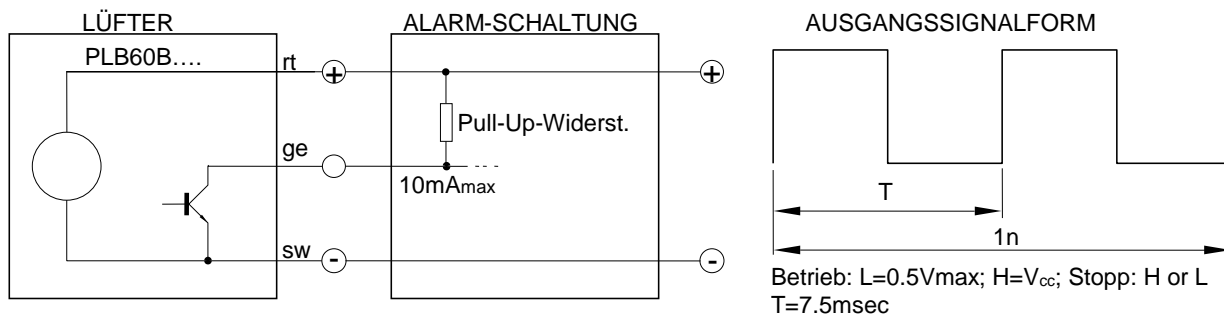 LÜFTER
PLB60B....
rt
+
ge
sw
-
ALARM-SCHALTUNG
+
Pull-Up-Widerst.
10mAmax
-
AUSGANGSSIGNALFORM
T
1n
Betrieb: L=0.5Vmax; H=Vcc; Stopp: H or L
T=7.5msec